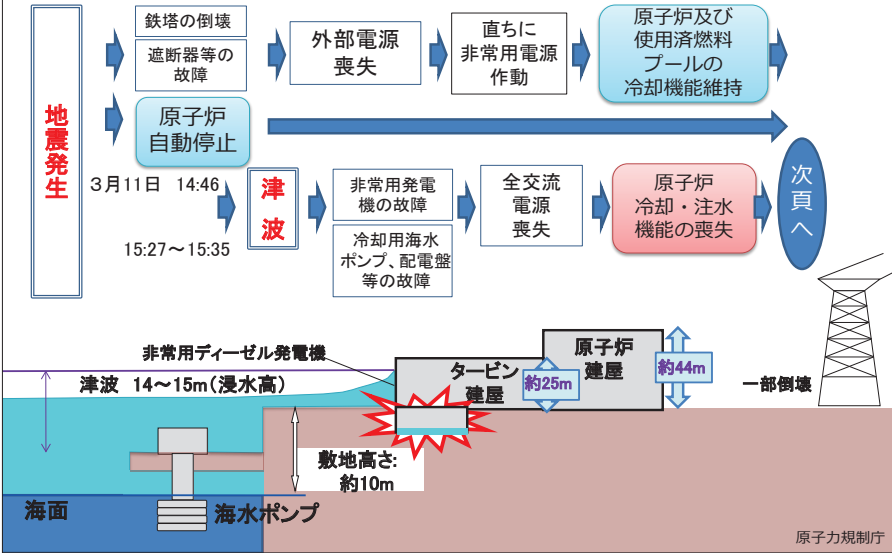 地震発生
鉄塔の倒壊
遮断器等の
故障
外部電源
喪失
直ちに
非常用電源
作動
原子炉及び
使用済燃料
プールの
冷却機能維持
原子炉
自動停止
3月11日 14:46
15:27～15:35
津
波
非常用発電
機の故障
冷却用海水
ポンプ、配電盤
等の故障
全交流
電源
喪失
原子炉
冷却・注水
機能の喪失
次頁へ
非常用ディーゼル発電機
津波 14～15m(浸水高)
タービン
建屋
約25m
原子炉
建屋
約44m
一部倒壊
敷地高さ:
約10m
海面
海水ポンプ
原子力規制庁